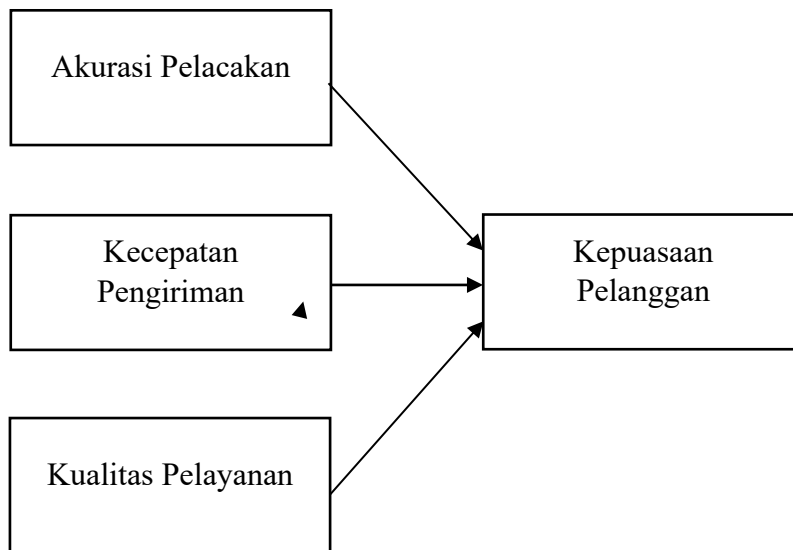 Akurasi Pelacakan
Kecepatan
Pengiriman
Kepuasaan
Pelanggan
Kualitas Pelayanan